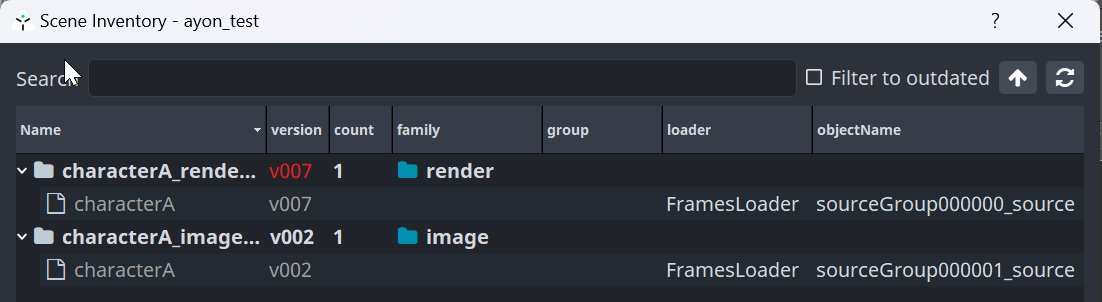 Scene Inventory - ayon_test ?
Search Filter to outdated
Name version count family group loader objectName
characterA_rende... v007 1 render
characterA v007 FramesLoader sourceGroup000000_source
characterA_image... v002 1 image
characterA v002 FramesLoader sourceGroup000001_source